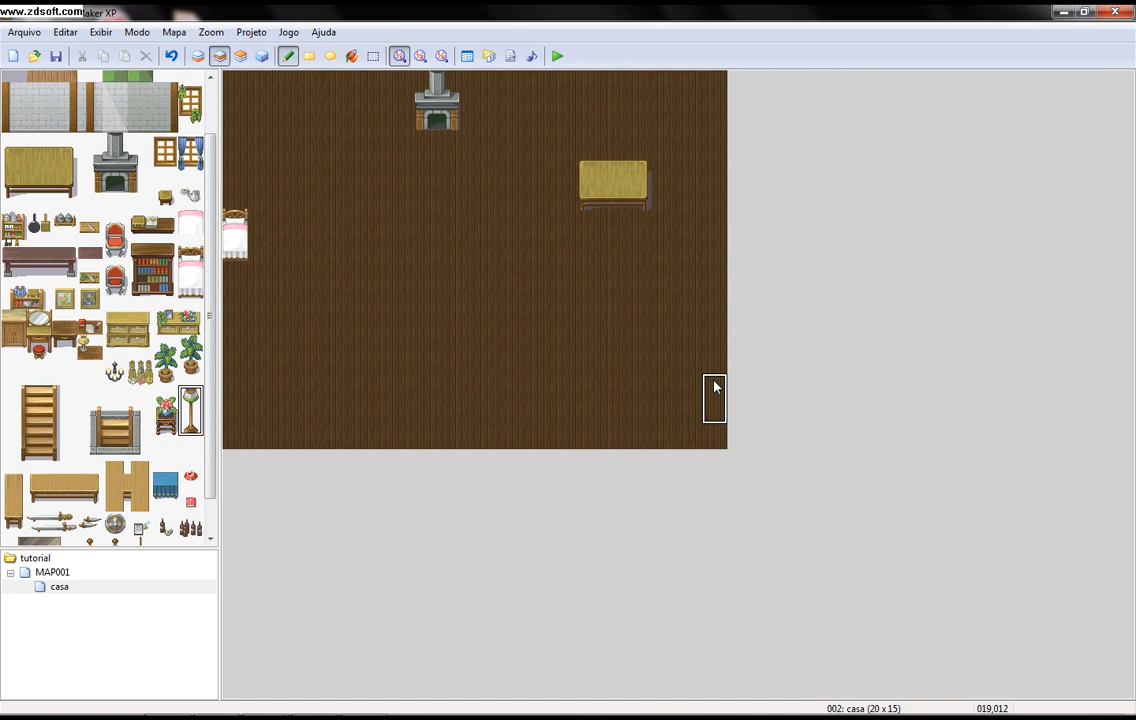 www.zdsoft.com
aker XP
Arquivo Editar Exibir Modo Mapa Zoom Projeto Jogo Ajuda
tutorial
MAP001
casa
002: casa (20 x 15) 019,012